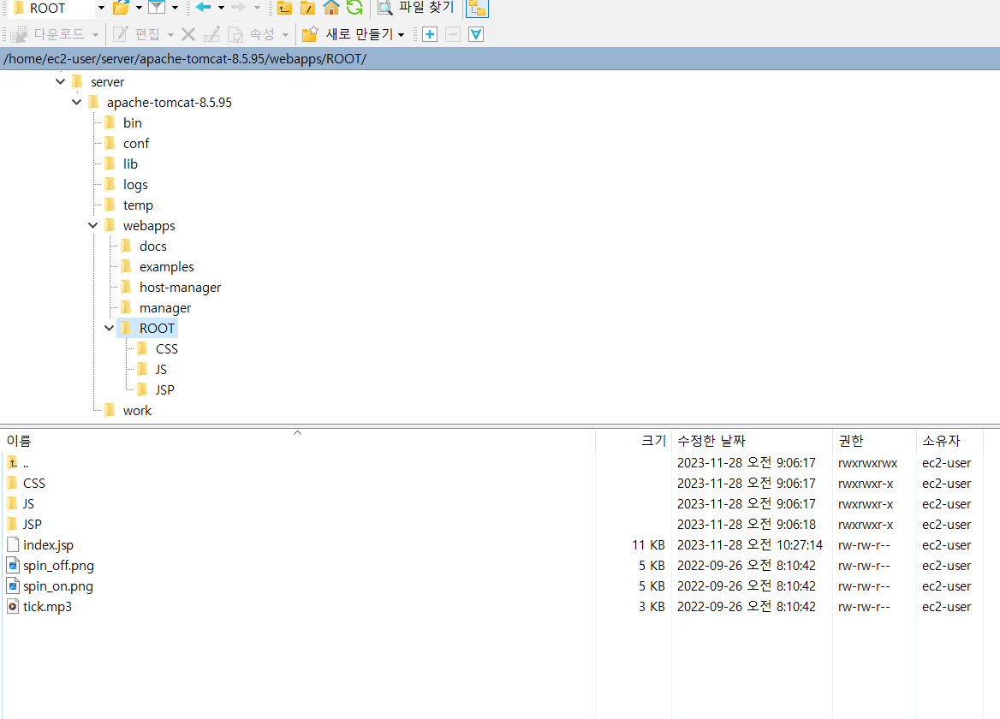 ROOT 파일 찾기
다운로드 편집 속성 새로 만들기
/home/ec2-user/server/apache-tomcat-8.5.95/webapps/ROOT/
server
apache-tomcat-8.5.95
bin
conf
lib
logs
temp
webapps
docs
examples
host-manager
manager
ROOT
CSS
JS
JSP
work
이름 크기 수정한 날짜 권한 소유자
.. 2023-11-28 오전 9:06:17 rwxrwxrwx ec2-user
CSS 2023-11-28 오전 9:06:17 rwxrwxr-x ec2-user
JS 2023-11-28 오전 9:06:17 rwxrwxr-x ec2-user
JSP 2023-11-28 오전 9:06:18 rwxrwxr-x ec2-user
index.jsp 11 KB 2023-11-28 오전 10:27:14 rw-rw-r-- ec2-user
spin_off.png 5 KB 2022-09-26 오전 8:10:42 rw-rw-r-- ec2-user
spin_on.png 5 KB 2022-09-26 오전 8:10:42 rw-rw-r-- ec2-user
tick.mp3 3 KB 2022-09-26 오전 8:10:42 rw-rw-r-- ec2-user